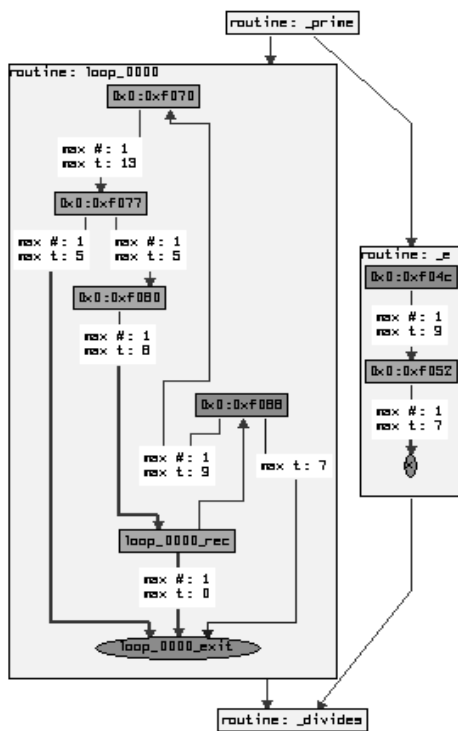 routine: _prime
routine: loop_0000
0x0:0xf070
max #: 1
max t: 13
0x0:0xf077
max #: 1
max t: 5
max #: 1
max t: 5
0x0:0xf080
max #: 1
max t: 8
0x0:0xf088
max #: 1
max t: 9
max t: 7
loop_0000_rec
max #: 1
max t: 0
loop_0000_exit
routine: _e
0x0:0xf04c
max #: 1
max t: 9
0x0:0xf052
max #: 1
max t: 7
x
routine: _divides